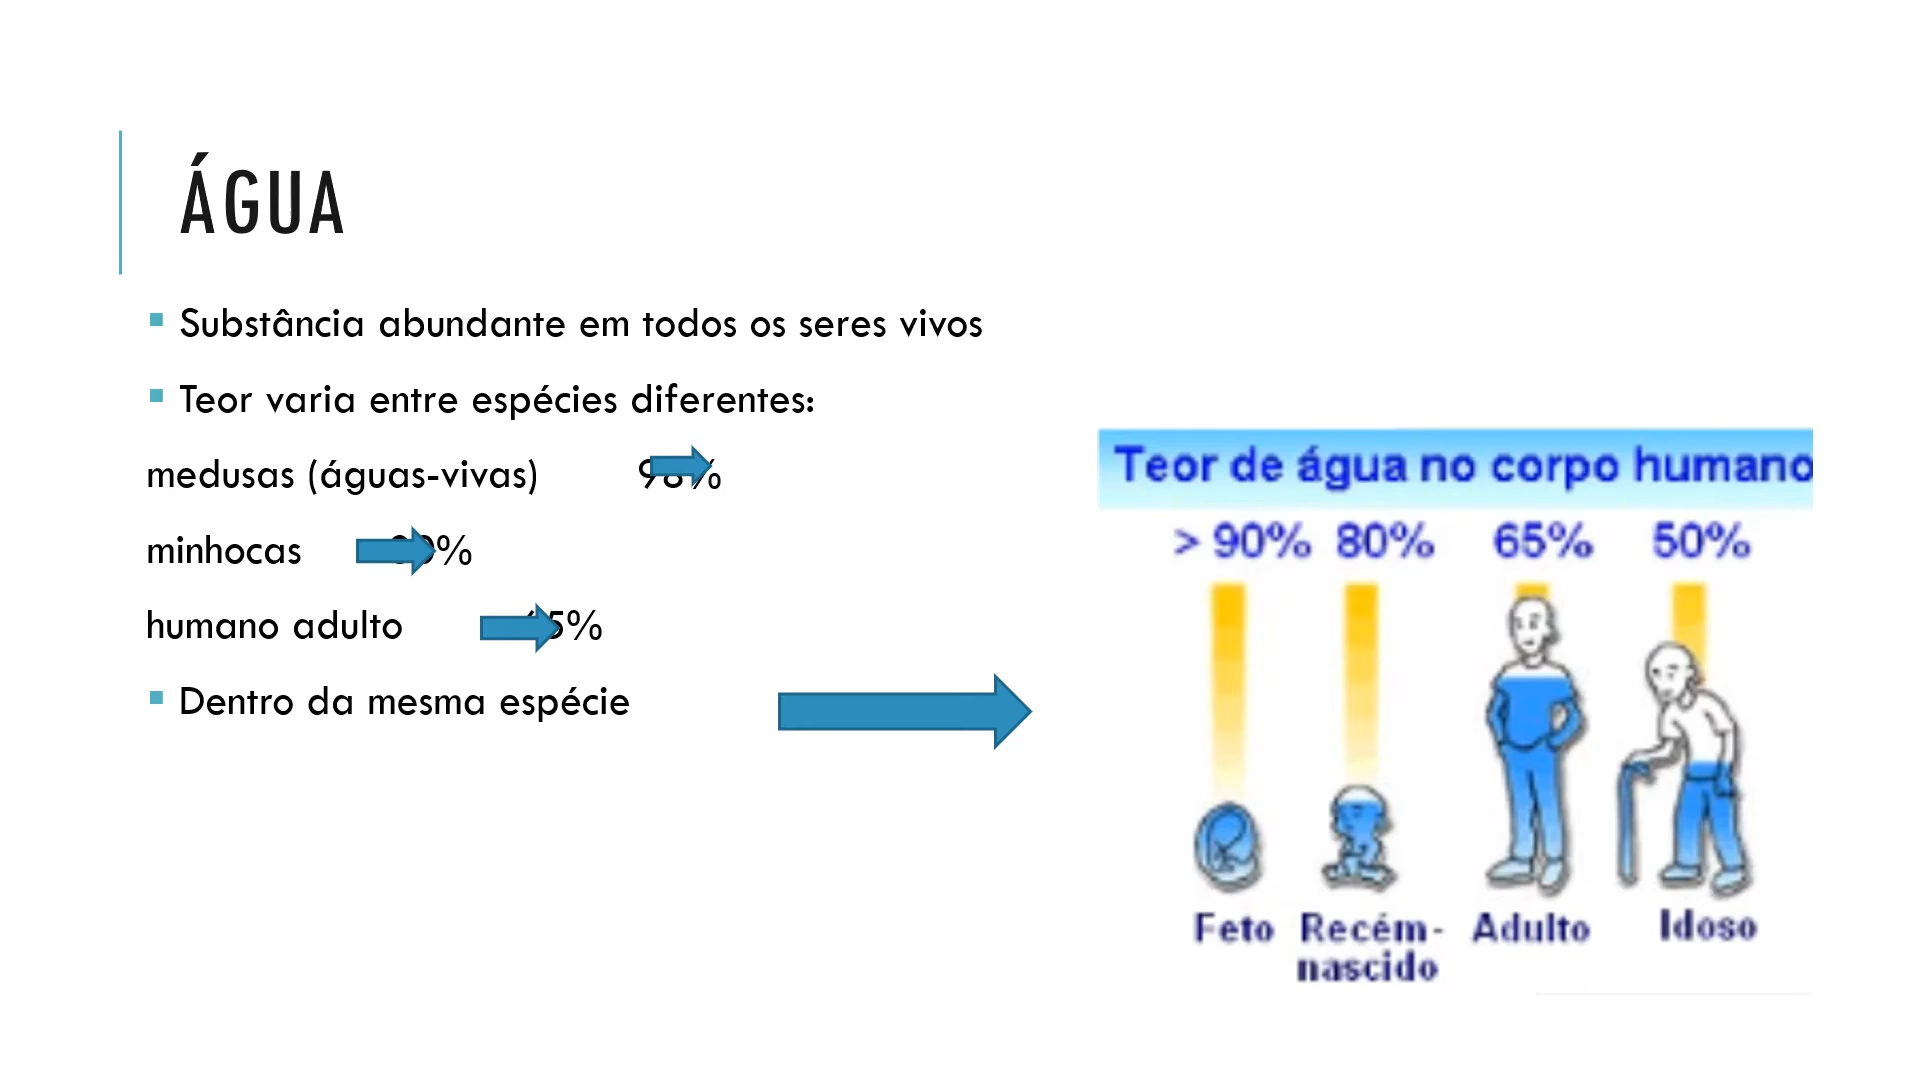 ÁGUA
Substância abundante em todos os seres vivos
Teor varia entre espécies diferentes:
medusas (águas-vivas)
minhocas
humano adulto
Dentro da mesma espécie
Teor de água no corpo humano
> 90% 80% 65% 50%
Feto Recém-nascido Adulto Idoso